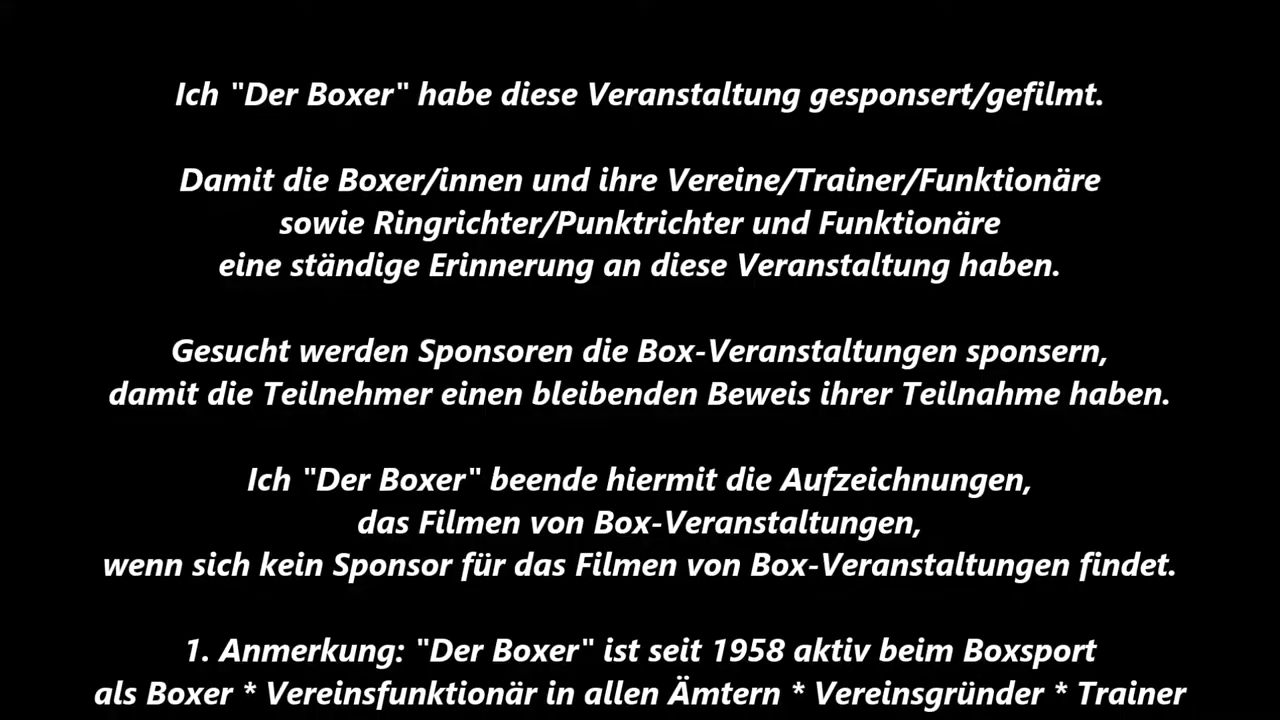 Ich "Der Boxer" habe diese Veranstaltung gesponsert/gefilmt.
Damit die Boxer/innen und ihre Vereine/Trainer/Funktionäre
sowie Ringrichter/Punktrichter und Funktionäre
eine ständige Erinnerung an diese Veranstaltung haben.
Gesucht werden Sponsoren die Box-Veranstaltungen sponsern,
damit die Teilnehmer einen bleibenden Beweis ihrer Teilnahme haben.
Ich "Der Boxer" beende hiermit die Aufzeichnungen,
das Filmen von Box-Veranstaltungen,
wenn sich kein Sponsor für das Filmen von Box-Veranstaltungen findet.
1. Anmerkung: "Der Boxer" ist seit 1958 aktiv beim Boxsport
als Boxer * Vereinsfunktionär in allen Ämtern * Vereinsgründer * Trainer